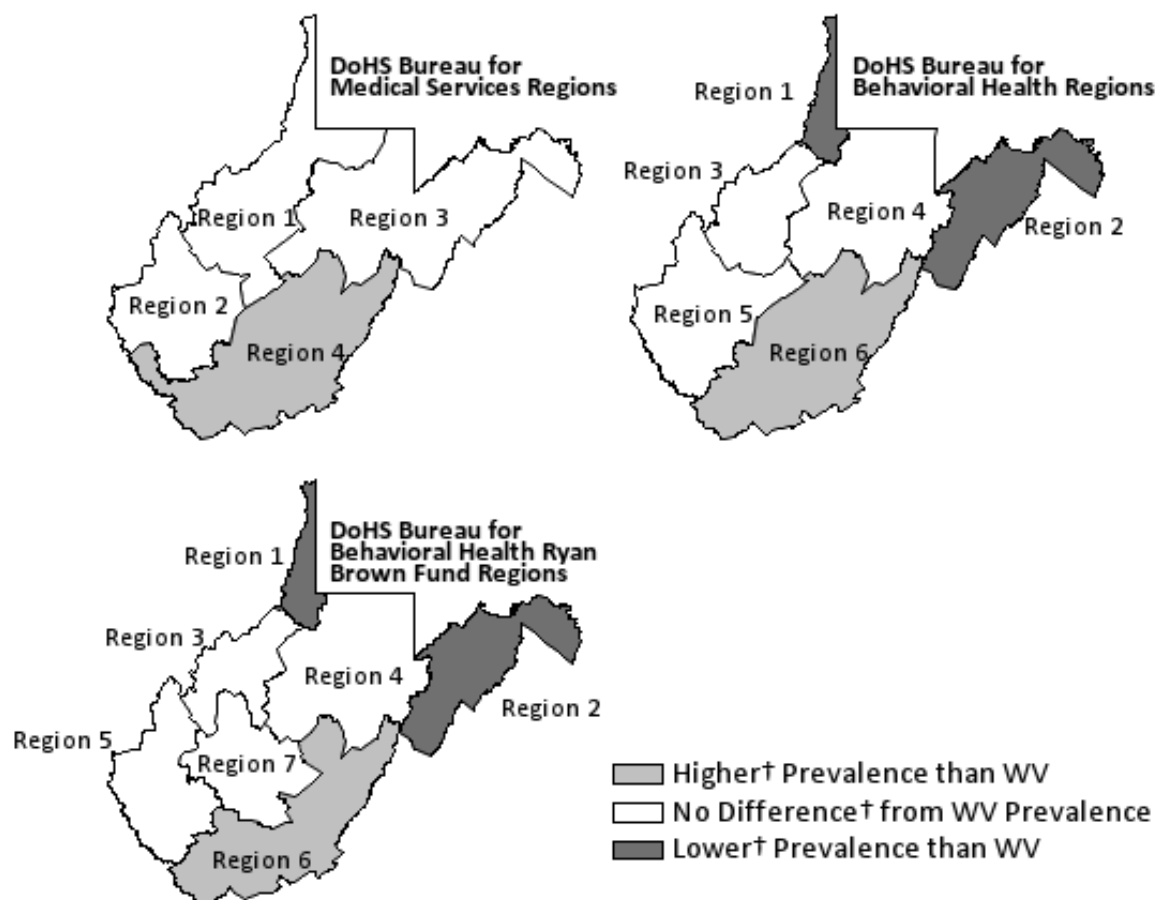 DoHS Bureau for
Medical Services Regions
Region 1
Region 3
Region 2
Region 4
DoHS Bureau for
Behavioral Health Regions
Region 1
Region 3
Region 4
Region 2
Region 5
Region 6
DoHS Bureau for
Behavioral Health Ryan
Brown Fund Regions
Region 1
Region 3
Region 4
Region 2
Region 5
Region 7
Region 6
Higher† Prevalence than WV
No Difference† from WV Prevalence
Lower† Prevalence than WV